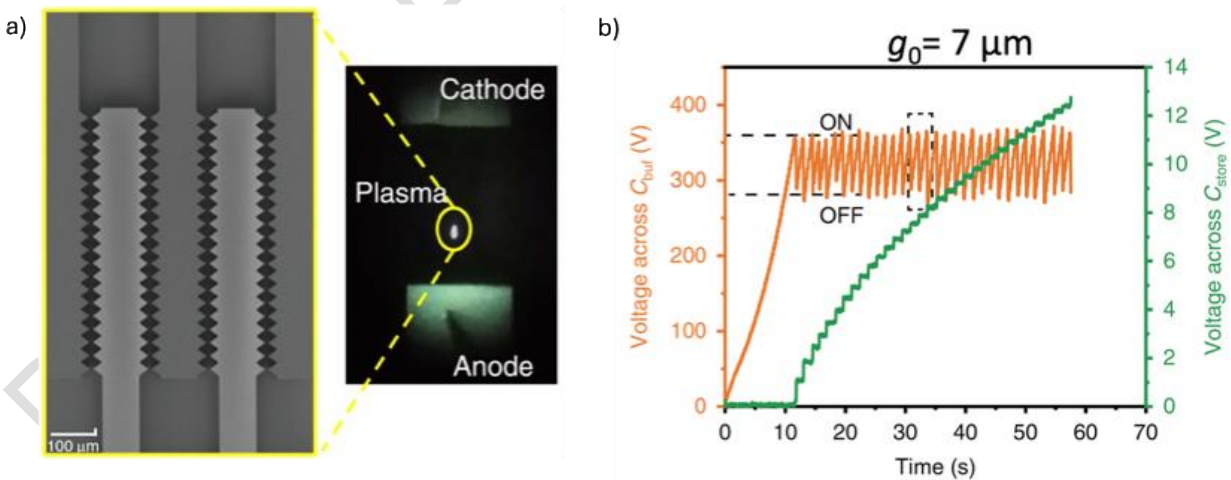 a)
Cathode
Plasma
Anode
100 µm
b)
g₀= 7 µm
Voltage across C_buf (V)
400
300
200
100
0
ON
OFF
0 10 20 30 40 50 60 70
Time (s)
14
12
10
8
6
4
2
0
Voltage across C_store (V)